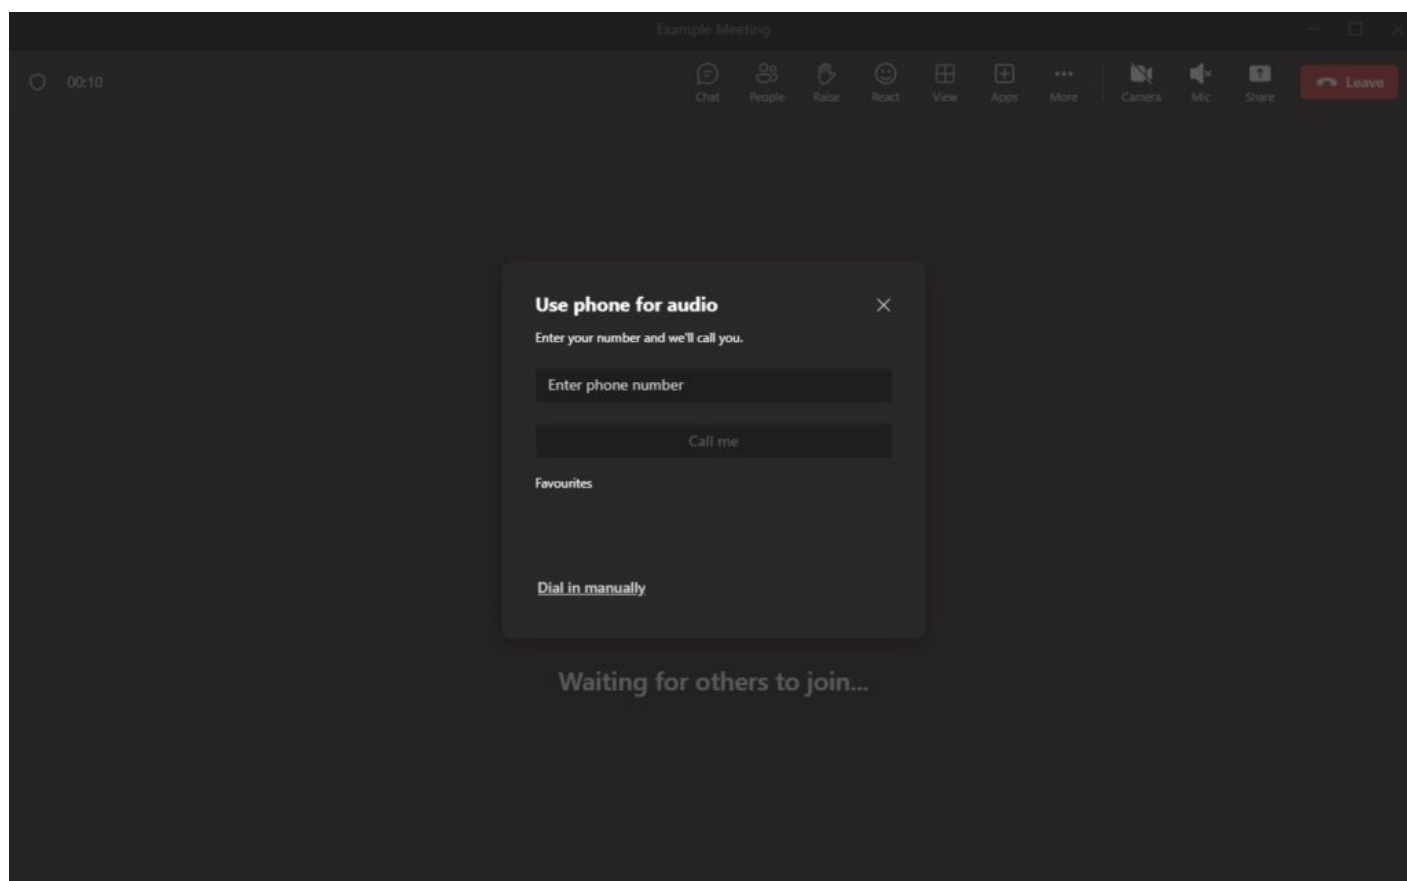 Example Meeting
00:10
Chat People Raise React View Apps More Camera Mic Share Leave
Use phone for audio
Enter your number and we'll call you.
Enter phone number
Call me
Favourites
Dial in manually
Waiting for others to join...